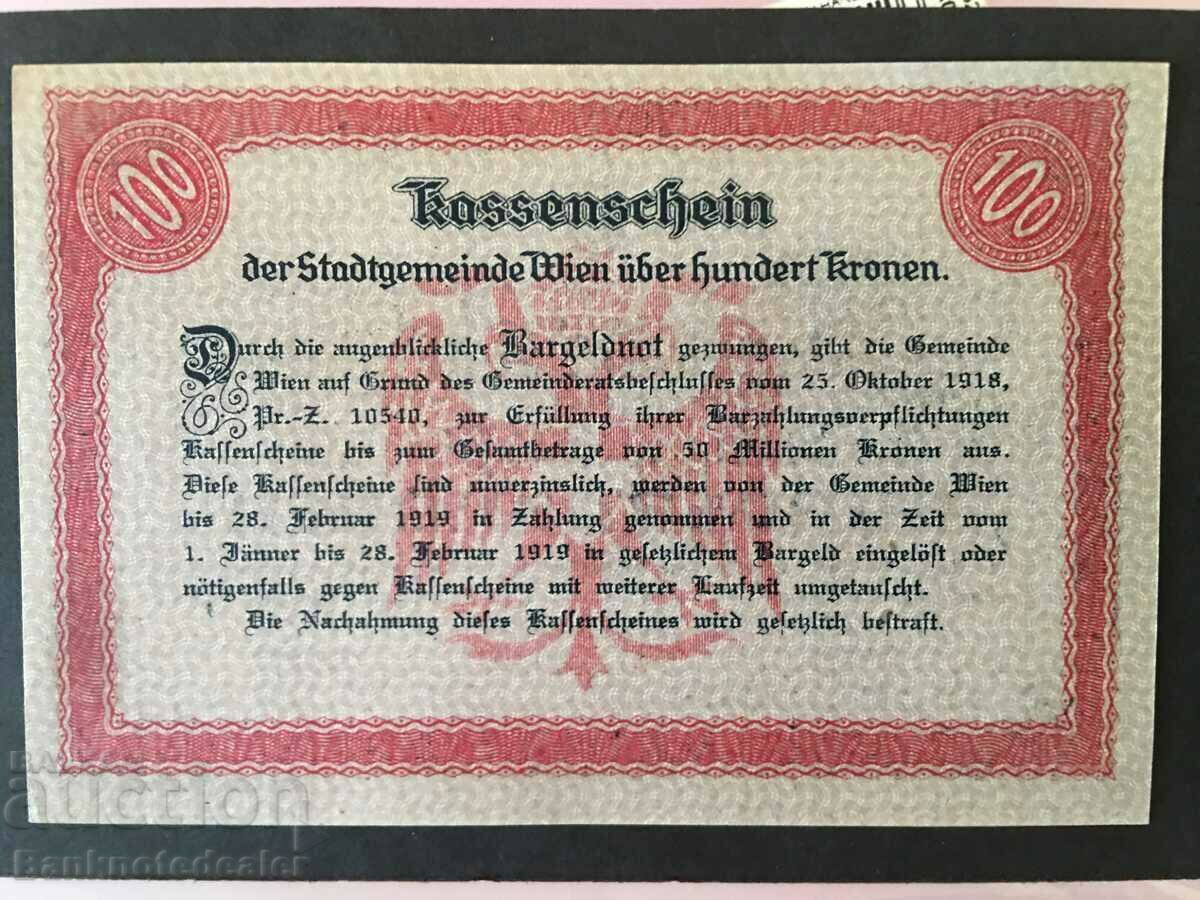 100
100
Kassenschein
der Stadtgemeinde Wien über hundert Kronen.
Durch die augenblickliche Bargeldnot gezwungen, gibt die Gemeinde
Wien auf Grund des Gemeinderatsbeschlusses vom 25. Oktober 1918,
Pr.-Z. 10540, zur Erfüllung ihrer Barzahlungsverpflichtungen
Kassenscheine bis zum Gesamtbetrage von 50 Millionen Kronen aus.
Diese Kassenscheine sind unverzinslich, werden von der Gemeinde Wien
bis 28. Februar 1919 in Zahlung genommen und in der Zeit vom
1. Jänner bis 28. Februar 1919 in gesetzlichem Bargeld eingelöst oder
nötigenfalls gegen Kassenscheine mit weiterer Laufzeit umgetauscht.
Die Nachahmung dieses Kassenscheines wird gesetzlich bestraft.
auction
Banknotedealer